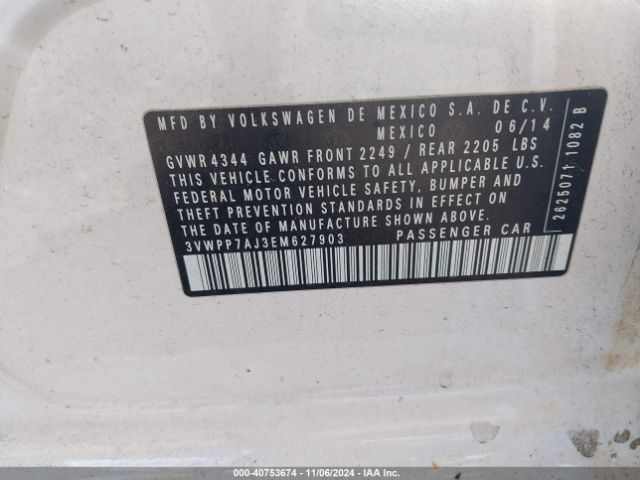 MFD BY VOLKSWAGEN DE MEXICO S.A. DE C.V.
MEXICO 06/14
GVWR 4344 GAWR FRONT 2249 / REAR 2205 LBS
THIS VEHICLE CONFORMS TO ALL APPLICABLE U.S.
FEDERAL MOTOR VEHICLE SAFETY, BUMPER AND
THEFT PREVENTION STANDARDS IN EFFECT ON
THE DATE OF MANUFACTURE SHOWN ABOVE.
3VWPP7AJ3EM627903 PASSENGER CAR
2625071 1082 B
000-40753674 - 11/06/2024 - IAA Inc.